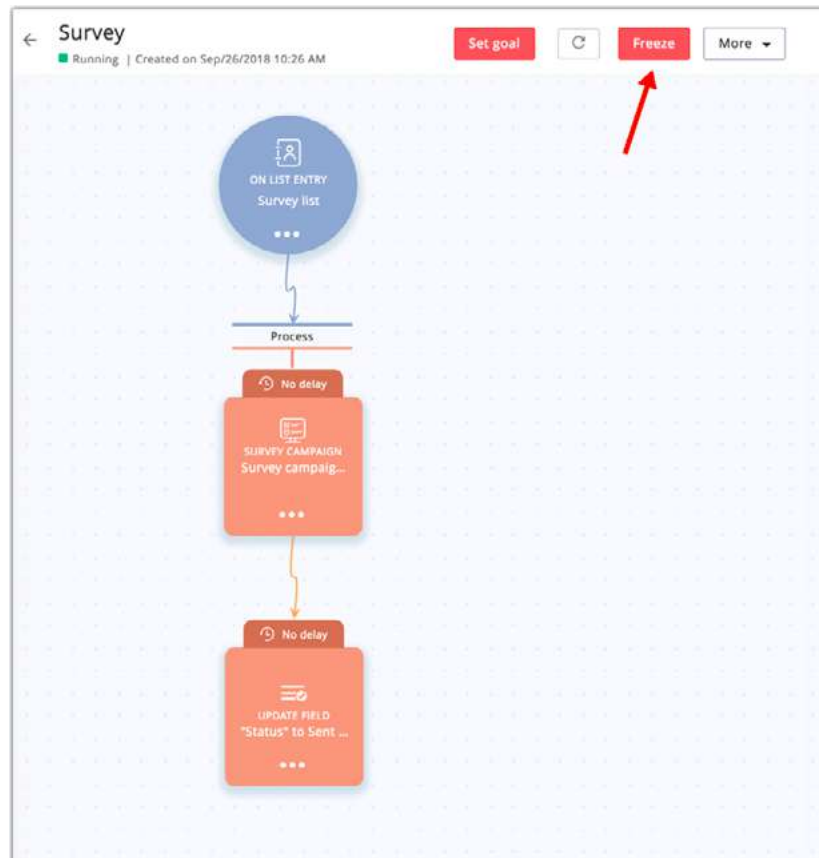 Survey
Running | Created on Sep/26/2018 10:26 AM
Set goal
Freeze
More
ON LIST ENTRY
Survey list
Process
No delay
SURVEY CAMPAIGN
Survey campaig...
No delay
UPDATE FIELD
"Status" to Sent ...